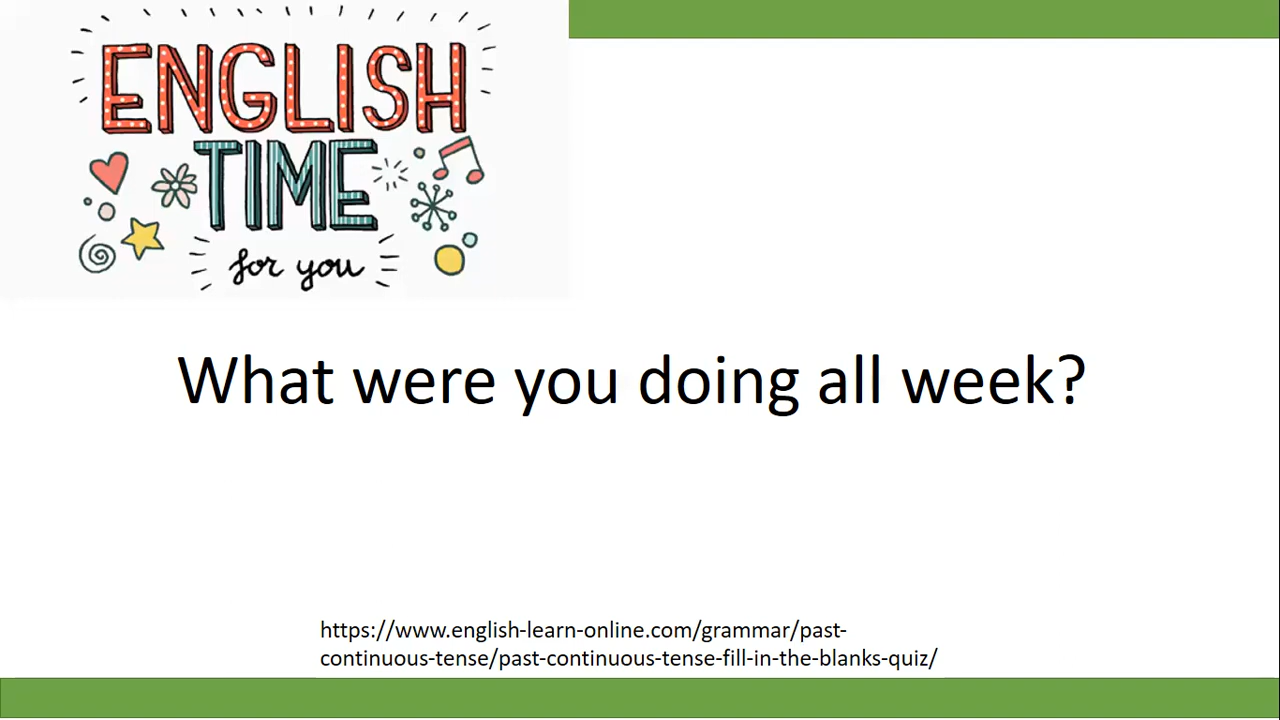 ENGLISH
TIME
for you
What were you doing all week?
https://www.english-learn-online.com/grammar/past-
continuous-tense/past-continuous-tense-fill-in-the-blanks-quiz/